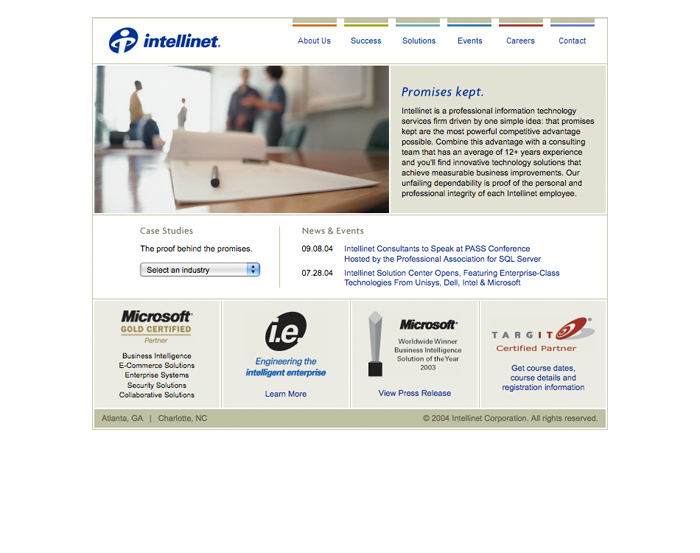 intellinet.
About Us
Success
Solutions
Events
Careers
Contact
Promises kept.
Intellinet is a professional information technology
services firm driven by one simple idea: that promises
kept are the most powerful competitive advantage
possible. Combine this advantage with a consulting
team that has an average of 12+ years experience
and you'll find innovative technology solutions that
achieve measurable business improvements. Our
unfailing dependability is proof of the personal and
professional integrity of each Intellinet employee.
Case Studies
The proof behind the promises.
Select an industry
News & Events
09.08.04 Intellinet Consultants to Speak at PASS Conference
Hosted by the Professional Association for SQL Server
07.28.04 Intellinet Solution Center Opens, Featuring Enterprise-Class
Technologies From Unisys, Dell, Intel & Microsoft
Microsoft®
GOLD CERTIFIED
Partner
Business Intelligence
E-Commerce Solutions
Enterprise Systems
Security Solutions
Collaborative Solutions
i.e.
Engineering the
intelligent enterprise
Learn More
Microsoft®
Worldwide Winner
Business Intelligence
Solution of the Year
2003
View Press Release
TARGIT®
Certified Partner
Get course dates,
course details and
registration information
Atlanta, GA | Charlotte, NC
© 2004 Intellinet Corporation. All rights reserved.